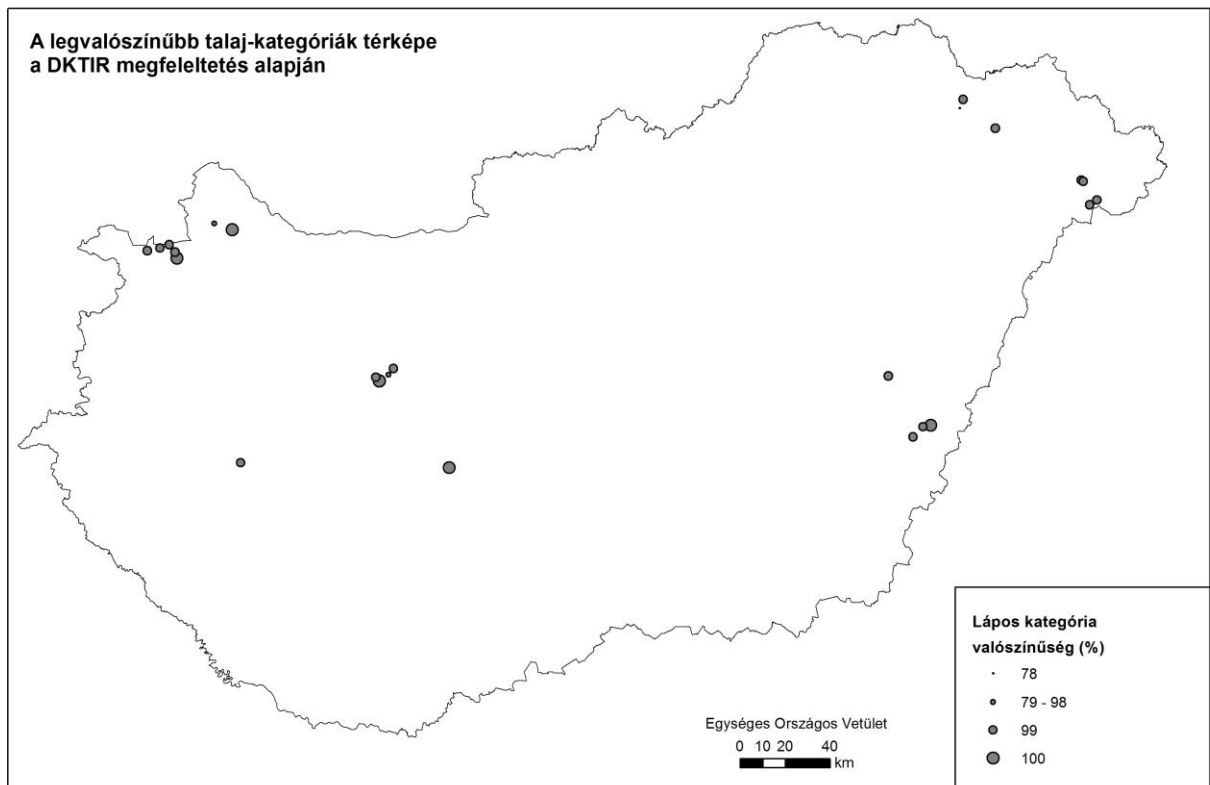 A legvalószínűbb talaj-kategóriák térképe
a DKTIR megfeleltetés alapján
Lápos kategória
valószínűség (%)
78
79 - 98
99
100
Egységes Országos Vetület
0 10 20 40
km